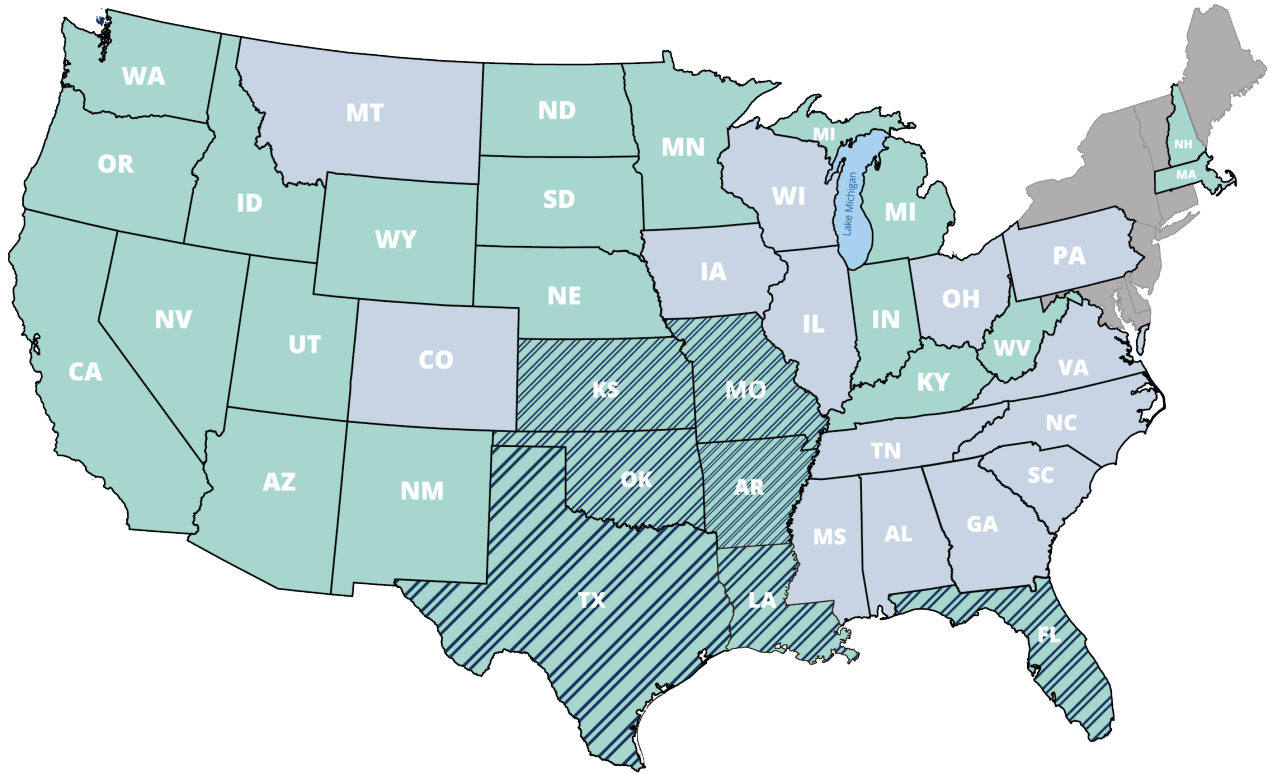 WA
MT
ND
MN
MI
NH
OR
ID
SD
WI
Lake Michigan
MI
MA
WY
IA
PA
NE
OH
NV
UT
CO
IL
IN
WV
CA
KS
MO
KY
VA
AZ
NM
OK
AR
TN
NC
SC
MS
AL
GA
TX
LA
FL